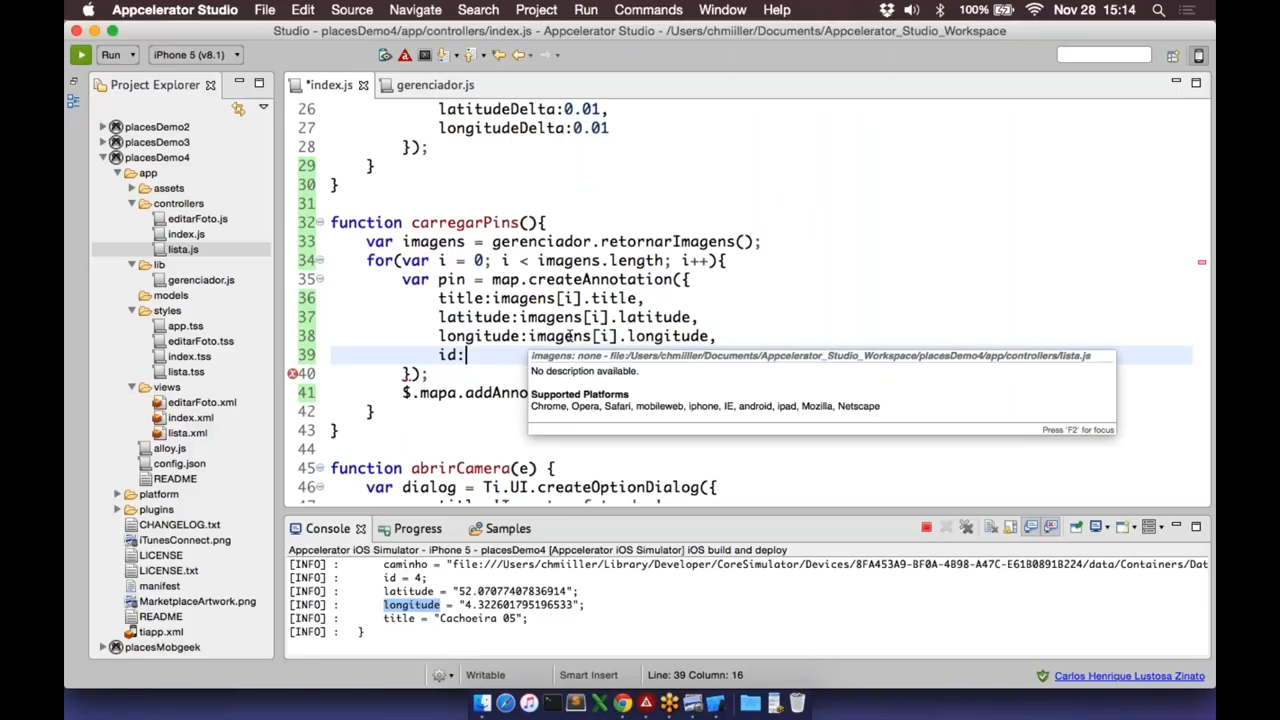 Appcelerator Studio File Edit Source Navigate Search Project Run Commands Window Help 100% Nov 28 15:14
Studio - placesDemo4/app/controllers/index.js - Appcelerator Studio - /Users/chmiiller/Documents/Appcelerator_Studio_Workspace
Run iPhone 5 (v8.1)
Project Explorer
*index.js gerenciador.js
placesDemo2
placesDemo3
placesDemo4
app
assets
controllers
editarFoto.js
index.js
lista.js
lib
gerenciador.js
models
styles
app.tss
editarFoto.tss
index.tss
lista.tss
views
editarFoto.xml
index.xml
lista.xml
alloy.js
config.json
README
platform
plugins
CHANGELOG.txt
iTunesConnect.png
LICENSE
LICENSE.txt
manifest
MarketplaceArtwork.png
README
tiapp.xml
placesMobgeek
26 latitudeDelta:0.01,
27 longitudeDelta:0.01
28 });
29 }
30 }
31
32 function carregarPins(){
33 var imagens = gerenciador.retornarImagens();
34 for(var i = 0; i < imagens.length; i++){
35 var pin = map.createAnnotation({
36 title:imagens[i].title,
37 latitude:imagens[i].latitude,
38 longitude:imagens[i].longitude,
39 id:
40 });
41 $.mapa.addAnno
42 }
43 }
44
45 function abrirCamera(e) {
46 var dialog = Ti.UI.createOptionDialog({
imagens: none - file:/Users/chmiiller/Documents/Appcelerator_Studio_Workspace/placesDemo4/app/controllers/lista.js
No description available.
Supported Platforms
Chrome, Opera, Safari, mobileweb, iphone, IE, android, ipad, Mozilla, Netscape
Press 'F2' for focus
Console Progress Samples
Appcelerator iOS Simulator - iPhone 5 - placesDemo4 [Appcelerator iOS Simulator] iOS build and deploy
[INFO] : caminho = "file:///Users/chmiiller/Library/Developer/CoreSimulator/Devices/8FA453A9-BF0A-4B98-A47C-E61B0891B224/data/Containers/Dat
[INFO] : id = 4;
[INFO] : latitude = "52.07077407836914";
[INFO] : longitude = "4.322601795196533";
[INFO] : title = "Cachoeira 05";
[INFO] : }
Writable Smart Insert Line: 39 Column: 16 Carlos Henrique Lustosa Zinato